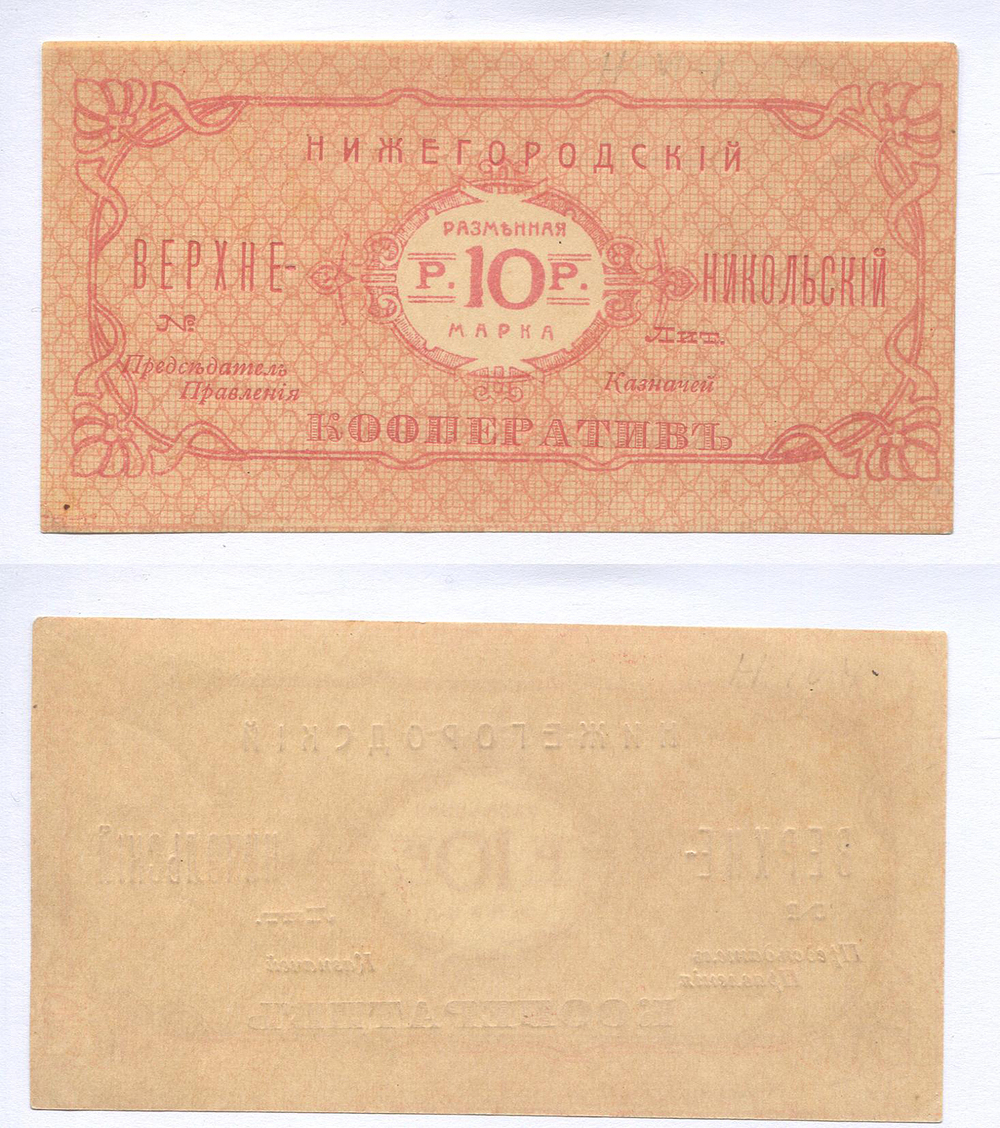 НИЖЕГОРОДСКІЙ
ВЕРХНЕ-НИКОЛЬСКІЙ
РАЗМѢННАЯ
Р. 10 Р.
МАРКА
№ Лит.
Предсѣдатель
Правленія
Казначей
КООПЕРАТИВЪ